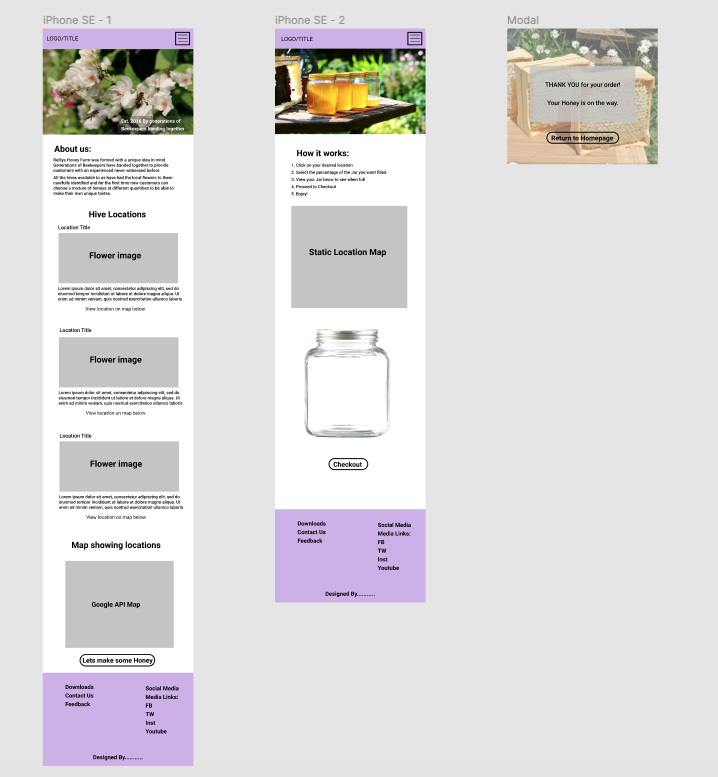 iPhone SE - 1
LOGO/TITLE
Est. 2016 By generations of
Beekeepers banding together
About us:
Rellys Honey Farm was formed with a unique idea in mind.
Generations of Beekeepers have banded together to provide
customers with an experienced never witnessed before
All the hives available to us have had the local flowers to them
carefully identified and for the first time now customers can
choose a mixture of honeys at different quantities to be able to
make their own unique tastes.
Hive Locations
Location Title
Flower image
Lorem ipsum dolor sit amet, consectetur adipiscing elit, sed do
eiusmod tempor incididunt ut labore et dolore magna aliqua. Ut
enim ad minim veniam, quis nostrud exercitation ullamco laboris
View location on map below
Location Title
Flower image
Lorem ipsum dolor sit amet, consectetur adipiscing elit, sed do
eiusmod tempor incididunt ut labore et dolore magna aliqua. Ut
enim ad minim veniam, quis nostrud exercitation ullamco laboris
View location on map below
Location Title
Flower image
Lorem ipsum dolor sit amet, consectetur adipiscing elit, sed do
eiusmod tempor incididunt ut labore et dolore magna aliqua. Ut
enim ad minim veniam, quis nostrud exercitation ullamco laboris
View location on map below
Map showing locations
Google API Map
Lets make some Honey
Downloads
Contact Us
Feedback
Social Media
Media Links:
FB
TW
Inst
Youtube
Designed By...........
iPhone SE - 2
LOGO/TITLE
How it works:
1. Click on your desired location
2. Select the percentage of the Jar you want filled
3. View your Jar below to see when full
4. Proceed to Checkout
5. Enjoy!
Static Location Map
Checkout
Downloads
Contact Us
Feedback
Social Media
Media Links:
FB
TW
Inst
Youtube
Designed By...........
Modal
THANK YOU for your order!
Your Honey is on the way.
Return to Homepage